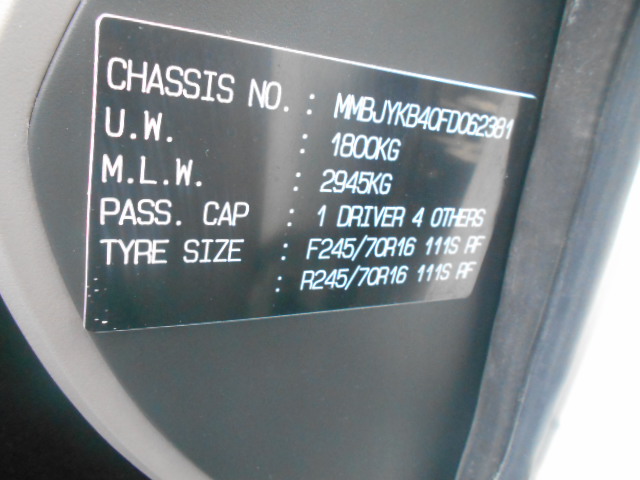 CHASSIS NO. : MMBJYKB40FD062381
U.W. : 1800KG
M.L.W. : 2945KG
PASS. CAP : 1 DRIVER 4 OTHERS
TYRE SIZE : F245/70R16 111S RF
: R245/70R16 111S RF